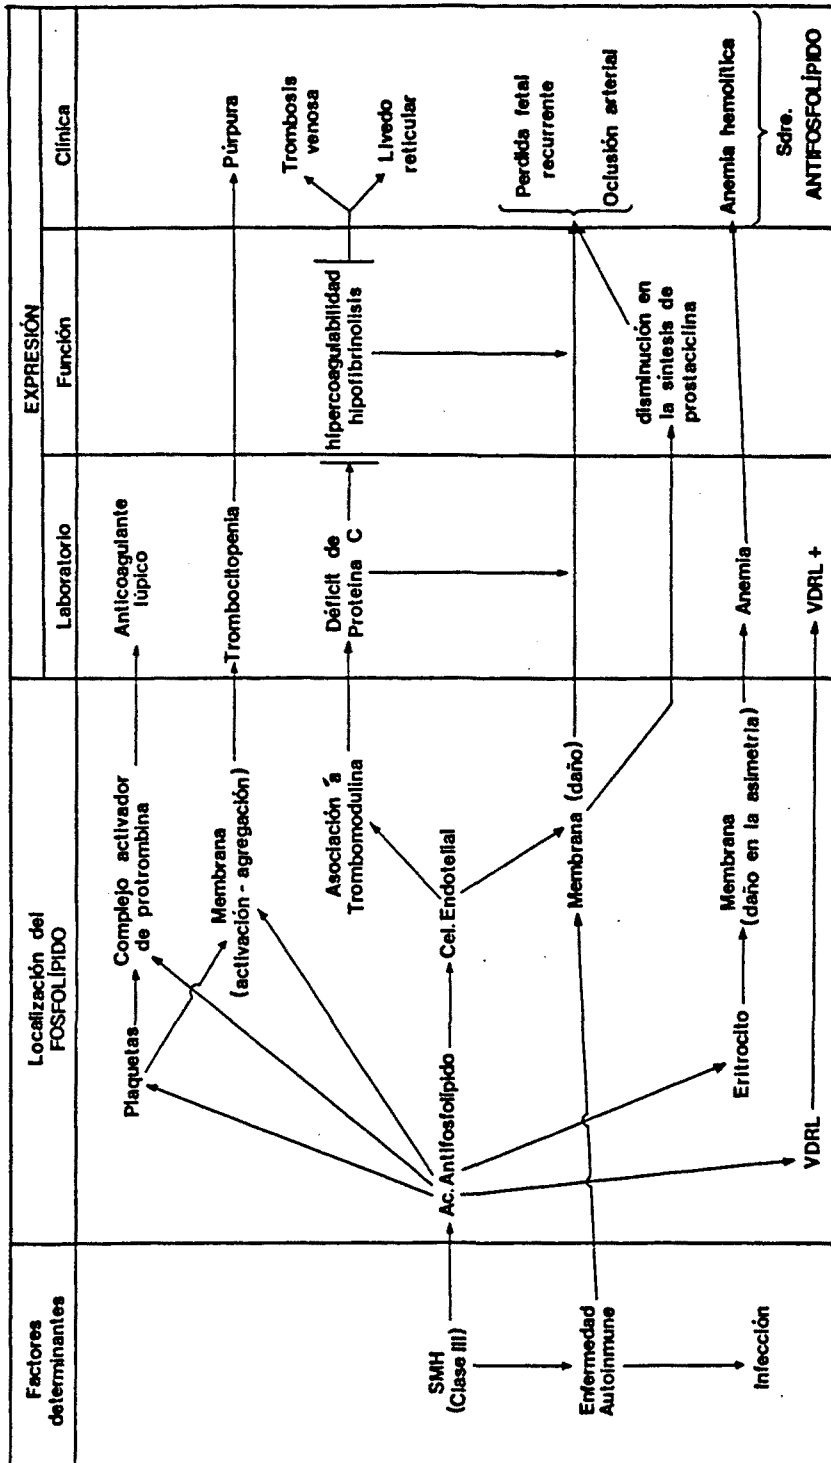 Factores
determinantes
Localización del
FOSFOLÍPIDO
EXPRESIÓN
Laboratorio
Función
Clínica
SMH
(Clase III)
Enfermedad
Autoinmune
Infección
Ac. Antifosfolípido
Plaquetas
Complejo activador
de protrombina
Membrana
(activación - agregación)
Cel. Endotelial
Asociación a
Trombomodulina
Membrana (daño)
Eritrocito
Membrana
(daño en la asimetría)
VDRL
Anticoagulante
lúpico
Trombocitopenia
Déficit de
Proteína C
Anemia
VDRL +
hipercoagulabilidad
hipofibrinolisis
disminución en
la síntesis de
prostaciclina
Púrpura
Trombosis
venosa
Livedo
reticular
Perdida fetal
recurrente
Oclusión arterial
Anemia hemolítica
Sdre.
ANTIFOSFOLÍPIDO